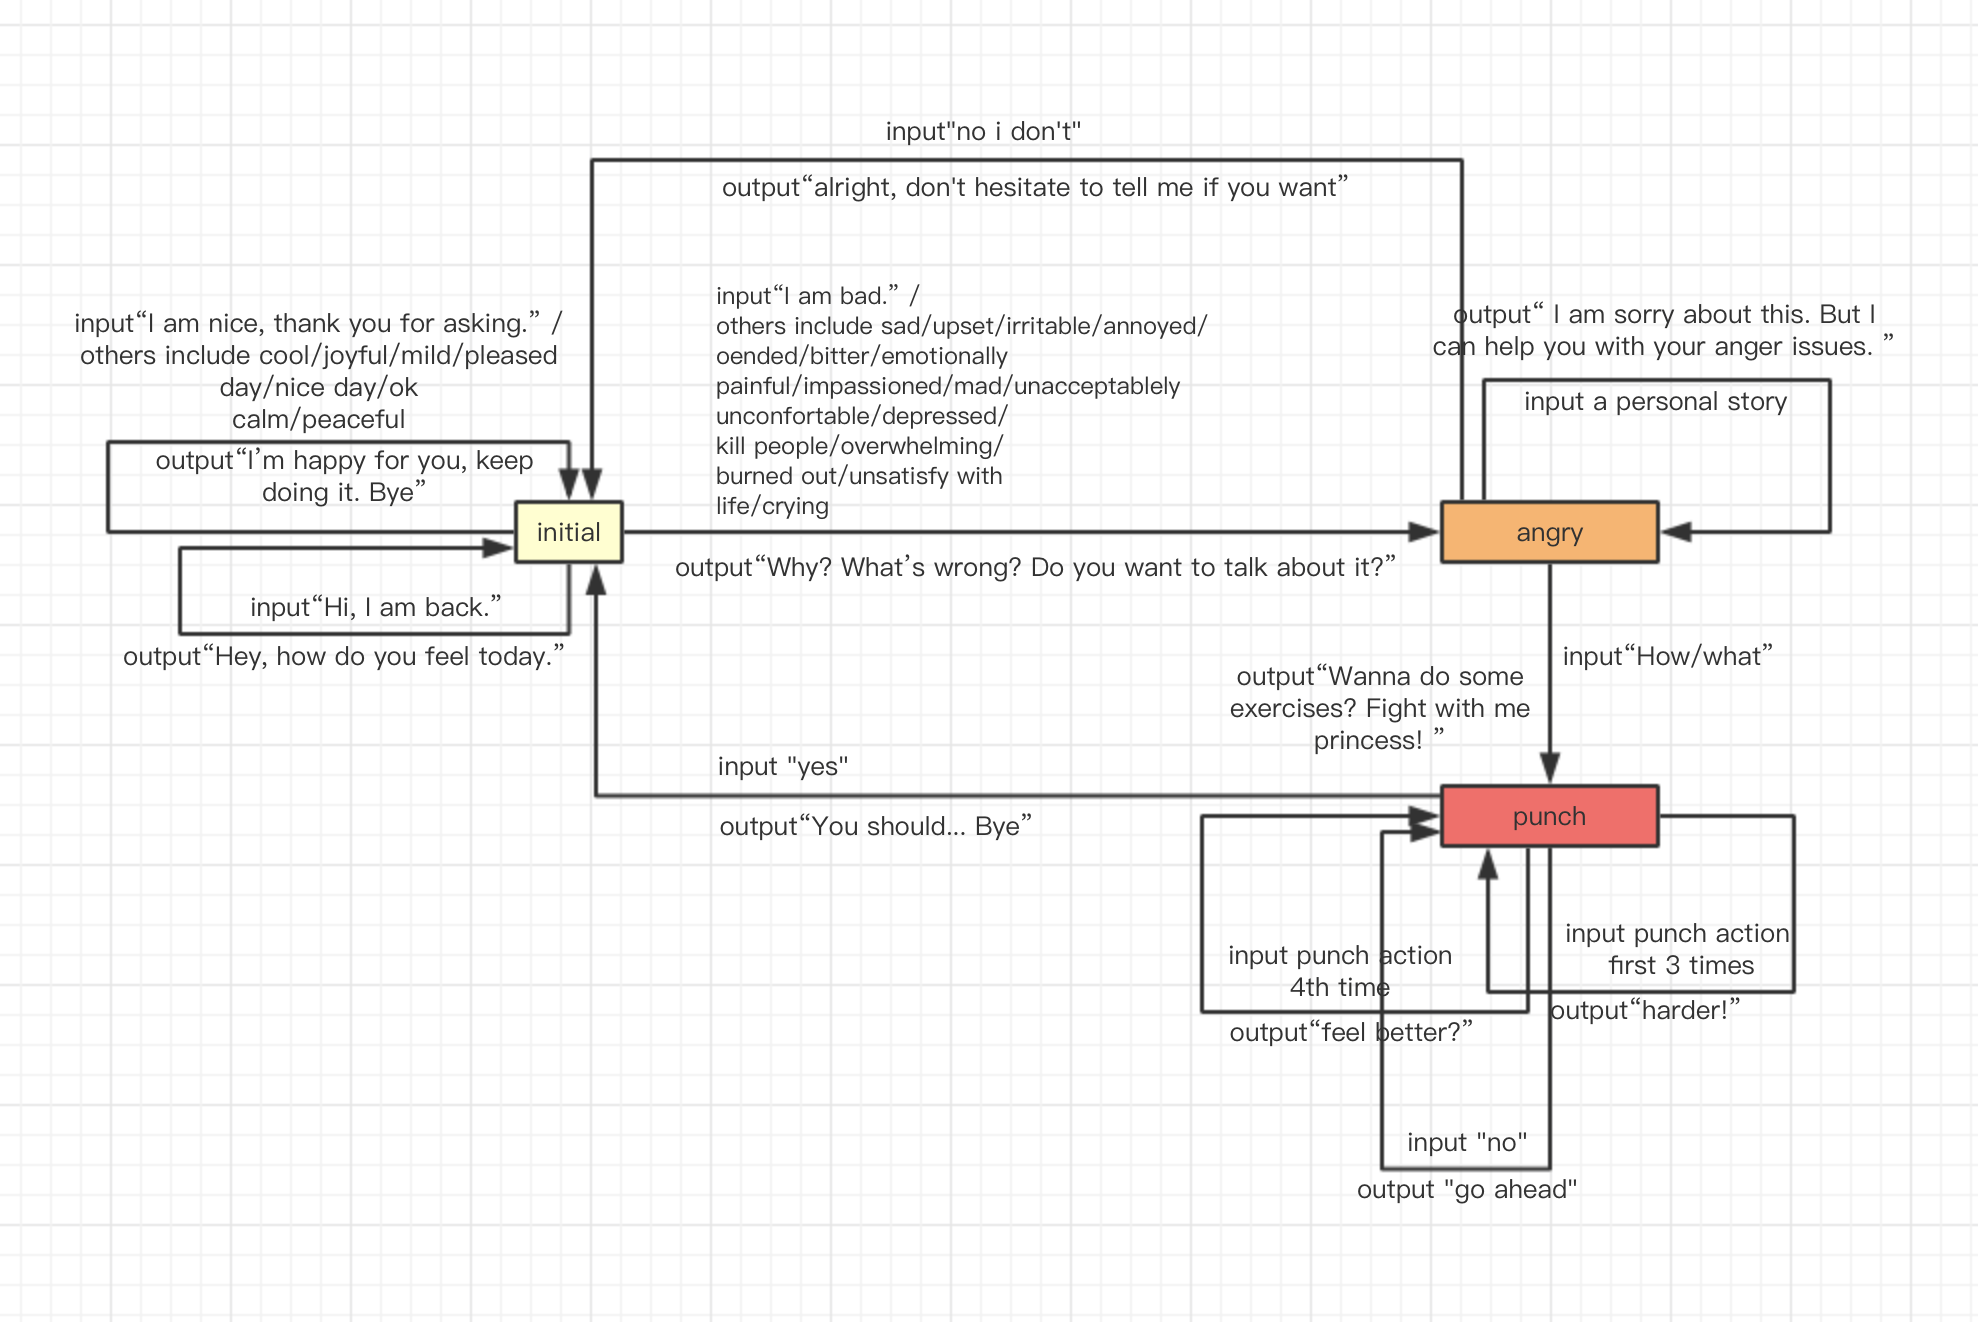 input"no i don't"
output“alright, don't hesitate to tell me if you want”
input“I am nice, thank you for asking.” /
others include cool/joyful/mild/pleased
day/nice day/ok
calm/peaceful
output“I’m happy for you, keep
doing it. Bye”
input“I am bad.” /
others include sad/upset/irritable/annoyed/
oended/bitter/emotionally
painful/impassioned/mad/unacceptablely
unconfortable/depressed/
kill people/overwhelming/
burned out/unsatisfy with
life/crying
output“ I am sorry about this. But I
can help you with your anger issues. ”
input a personal story
initial
angry
output“Why? What’s wrong? Do you want to talk about it?”
input“Hi, I am back.”
output“Hey, how do you feel today.”
input“How/what”
output“Wanna do some
exercises? Fight with me
princess! ”
input "yes"
output“You should... Bye”
punch
input punch action
4th time
output“feel better?”
input punch action
first 3 times
output“harder!”
input "no"
output "go ahead"